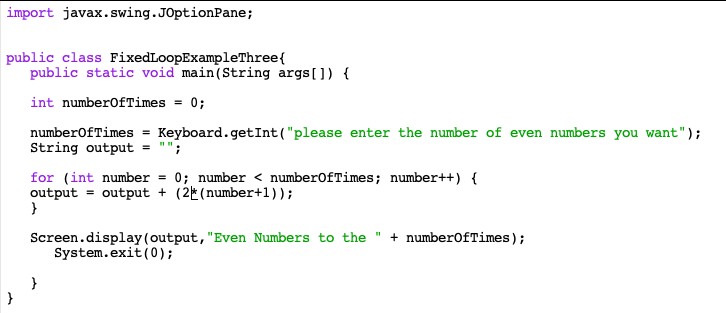 import javax.swing.JOptionPane;
public class FixedLoopExampleThree{
public static void main(String args[]) {
int numberOfTimes = 0;
numberOfTimes = Keyboard.getInt("please enter the number of even numbers you want");
String output = "";
for (int number = 0; number < numberOfTimes; number++) {
output = output + (2*(number+1));
}
Screen.display(output,"Even Numbers to the " + numberOfTimes);
System.exit(0);
}
}